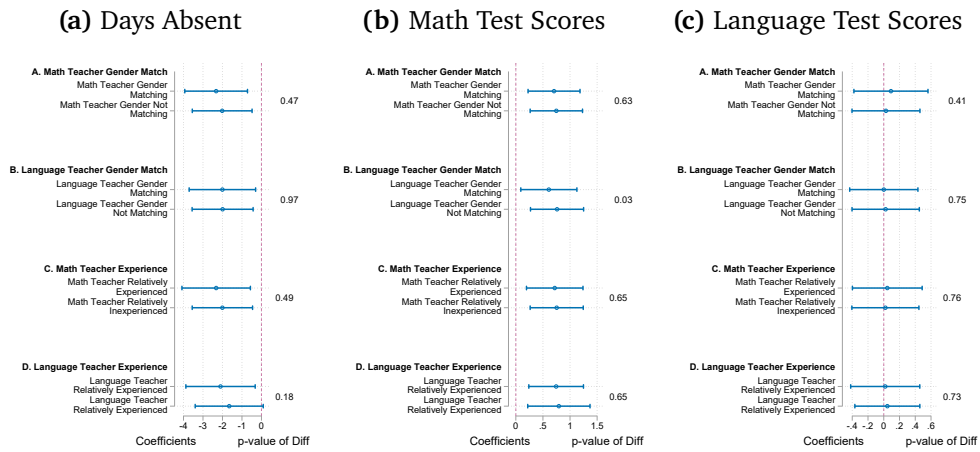 (a) Days Absent
A. Math Teacher Gender Match
Math Teacher Gender
Matching
Math Teacher Gender Not
Matching
0.47
B. Language Teacher Gender Match
Language Teacher Gender
Matching
Language Teacher Gender
Not Matching
0.97
C. Math Teacher Experience
Math Teacher Relatively
Experienced
Math Teacher Relatively
Inexperienced
0.49
D. Language Teacher Experience
Language Teacher
Relatively Experienced
Language Teacher
Relatively Experienced
0.18
-4 -3 -2 -1 0
Coefficients p-value of Diff
(b) Math Test Scores
A. Math Teacher Gender Match
Math Teacher Gender
Matching
Math Teacher Gender Not
Matching
0.63
B. Language Teacher Gender Match
Language Teacher Gender
Matching
Language Teacher Gender
Not Matching
0.03
C. Math Teacher Experience
Math Teacher Relatively
Experienced
Math Teacher Relatively
Inexperienced
0.65
D. Language Teacher Experience
Language Teacher
Relatively Experienced
Language Teacher
Relatively Experienced
0.65
0 .5 1 1.5
Coefficients p-value of Diff
(c) Language Test Scores
A. Math Teacher Gender Match
Math Teacher Gender
Matching
Math Teacher Gender Not
Matching
0.41
B. Language Teacher Gender Match
Language Teacher Gender
Matching
Language Teacher Gender
Not Matching
0.75
C. Math Teacher Experience
Math Teacher Relatively
Experienced
Math Teacher Relatively
Inexperienced
0.76
D. Language Teacher Experience
Language Teacher
Relatively Experienced
Language Teacher
Relatively Experienced
0.73
-.4 -.2 0 .2 .4 .6
Coefficients p-value of Diff